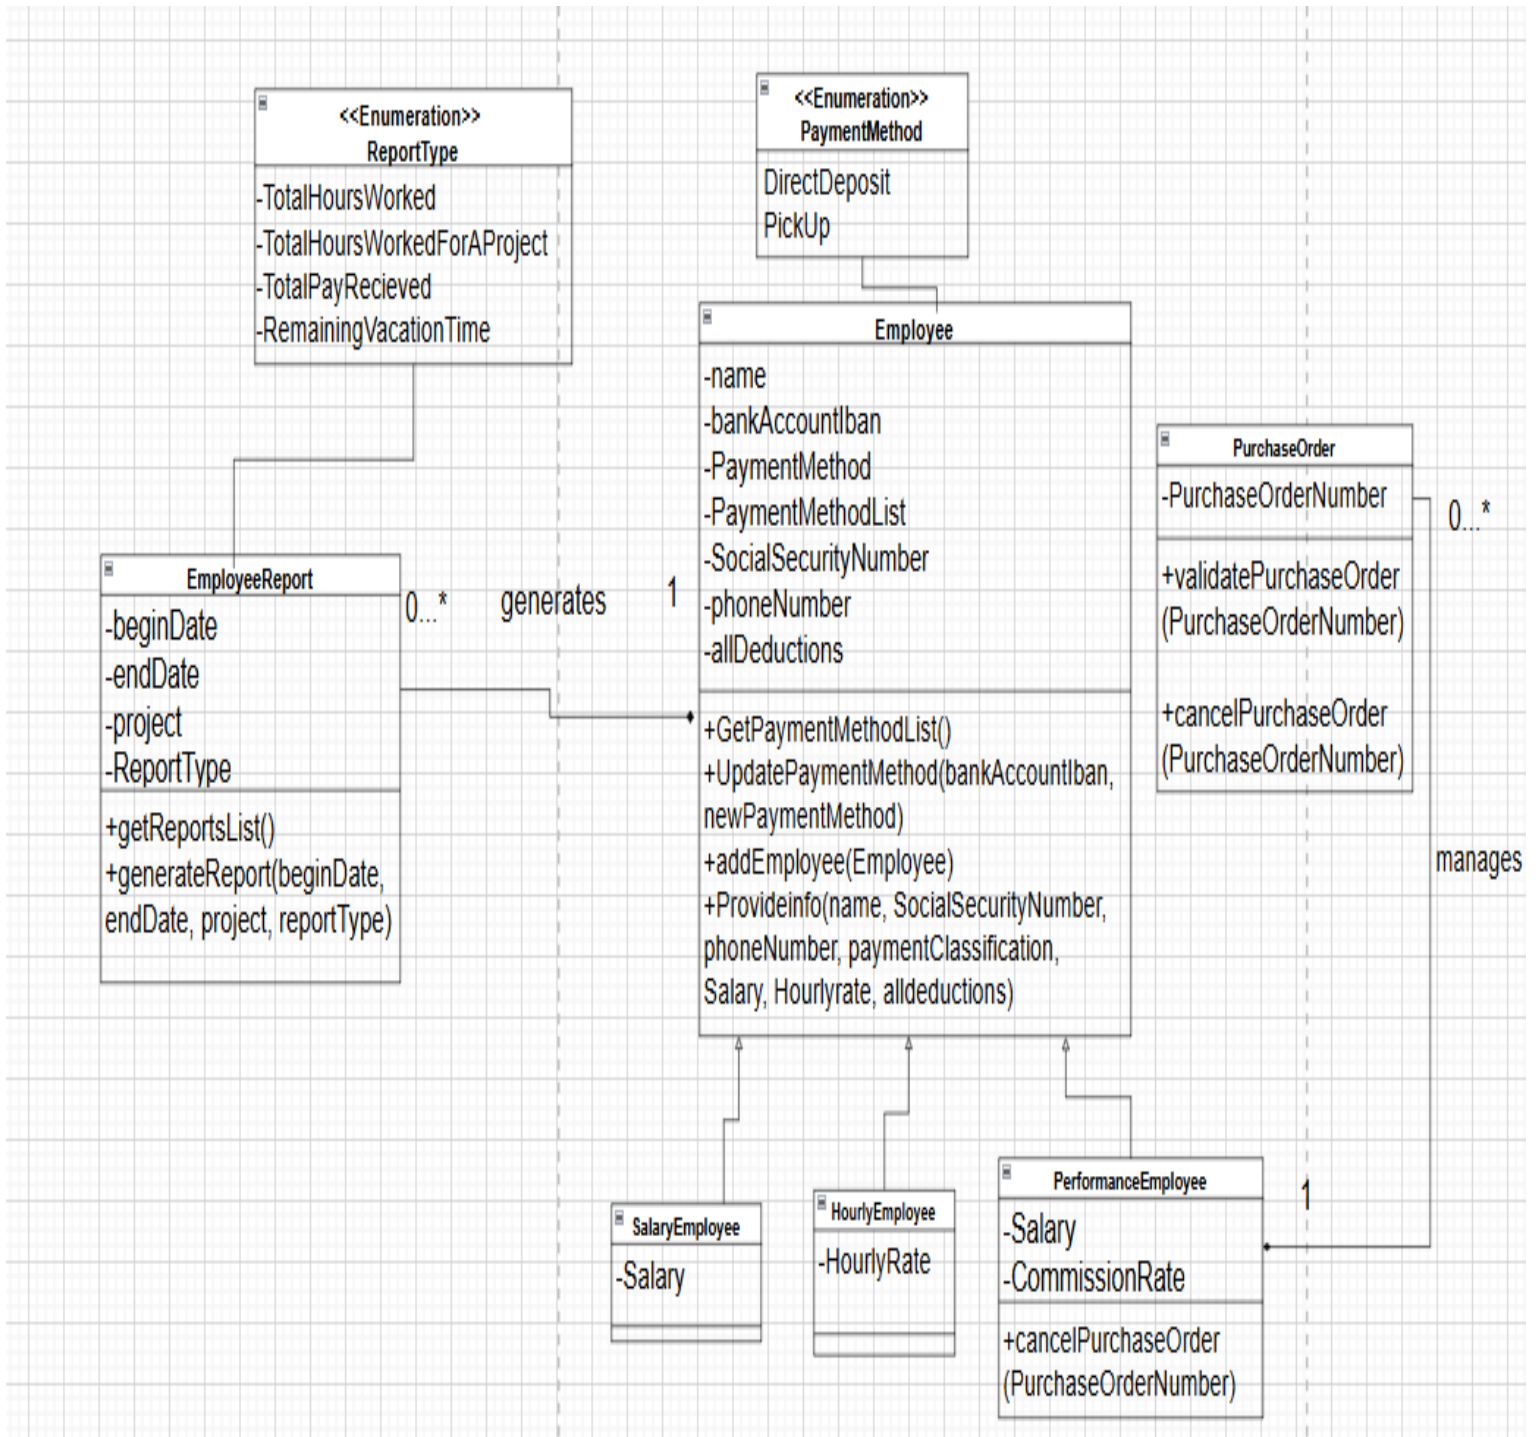 <<Enumeration>>
ReportType
-TotalHoursWorked
-TotalHoursWorkedForAProject
-TotalPayRecieved
-RemainingVacationTime
<<Enumeration>>
PaymentMethod
DirectDeposit
PickUp
Employee
-name
-bankAccountIban
-PaymentMethod
-PaymentMethodList
-SocialSecurityNumber
-phoneNumber
-allDeductions
+GetPaymentMethodList()
+UpdatePaymentMethod(bankAccountIban,
newPaymentMethod)
+addEmployee(Employee)
+Provideinfo(name, SocialSecurityNumber,
phoneNumber, paymentClassification,
Salary, Hourlyrate, alldeductions)
PurchaseOrder
-PurchaseOrderNumber
+validatePurchaseOrder
(PurchaseOrderNumber)
+cancelPurchaseOrder
(PurchaseOrderNumber)
0...*
manages
1
EmployeeReport
-beginDate
-endDate
-project
-ReportType
+getReportsList()
+generateReport(beginDate,
endDate, project, reportType)
0...*
generates
1
SalaryEmployee
-Salary
HourlyEmployee
-HourlyRate
PerformanceEmployee
-Salary
-CommissionRate
+cancelPurchaseOrder
(PurchaseOrderNumber)